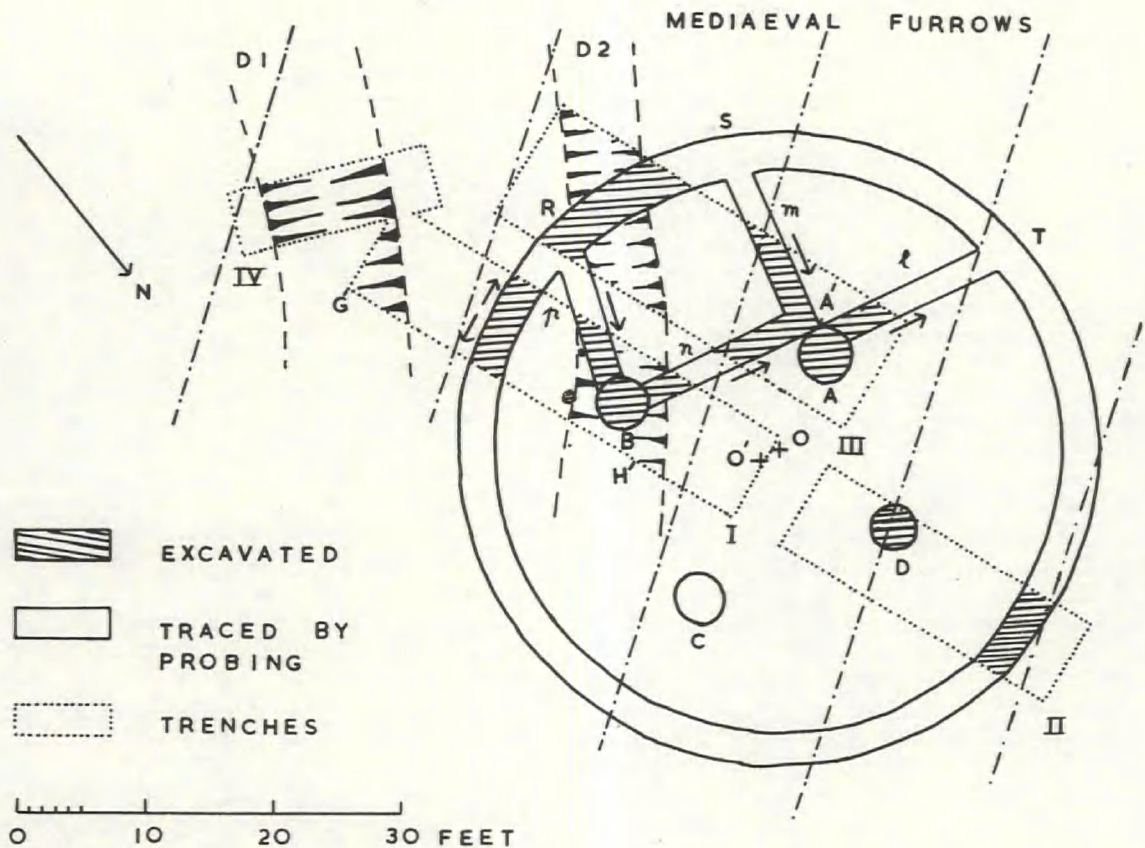 MEDIAEVAL FURROWS
D1
D2
S
R
m
T
l
N
IV
G
A'
p
n
A
e
B
O' O
III
H
I
EXCAVATED
D
C
TRACED BY
PROBING
TRENCHES
II
0 10 20 30 FEET